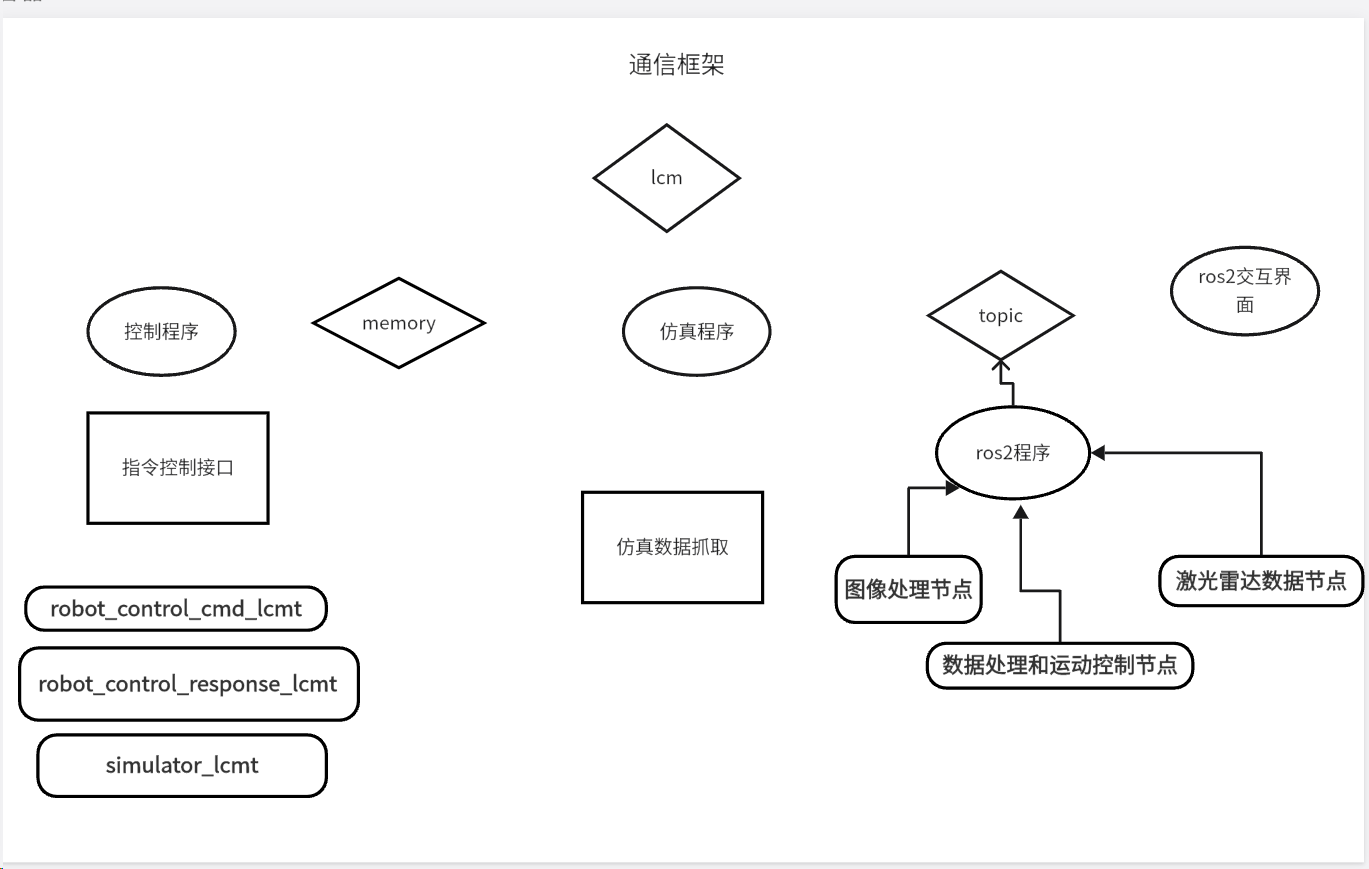 通信框架
lcm
控制程序
memory
仿真程序
topic
ros2交互界
面
指令控制接口
仿真数据抓取
ros2程序
图像处理节点
激光雷达数据节点
数据处理和运动控制节点
robot_control_cmd_lcmt
robot_control_response_lcmt
simulator_lcmt